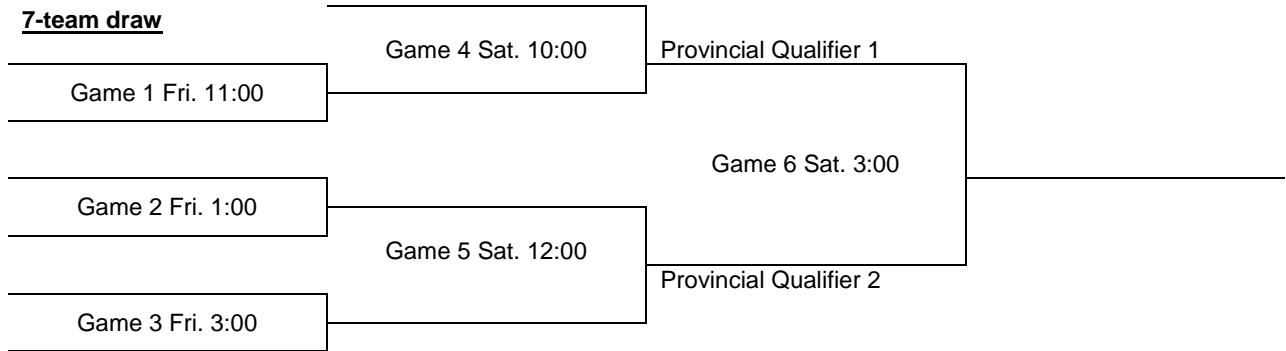 7-team draw
Game 4 Sat. 10:00
Provincial Qualifier 1
Game 1 Fri. 11:00
Game 6 Sat. 3:00
Game 2 Fri. 1:00
Game 5 Sat. 12:00
Provincial Qualifier 2
Game 3 Fri. 3:00